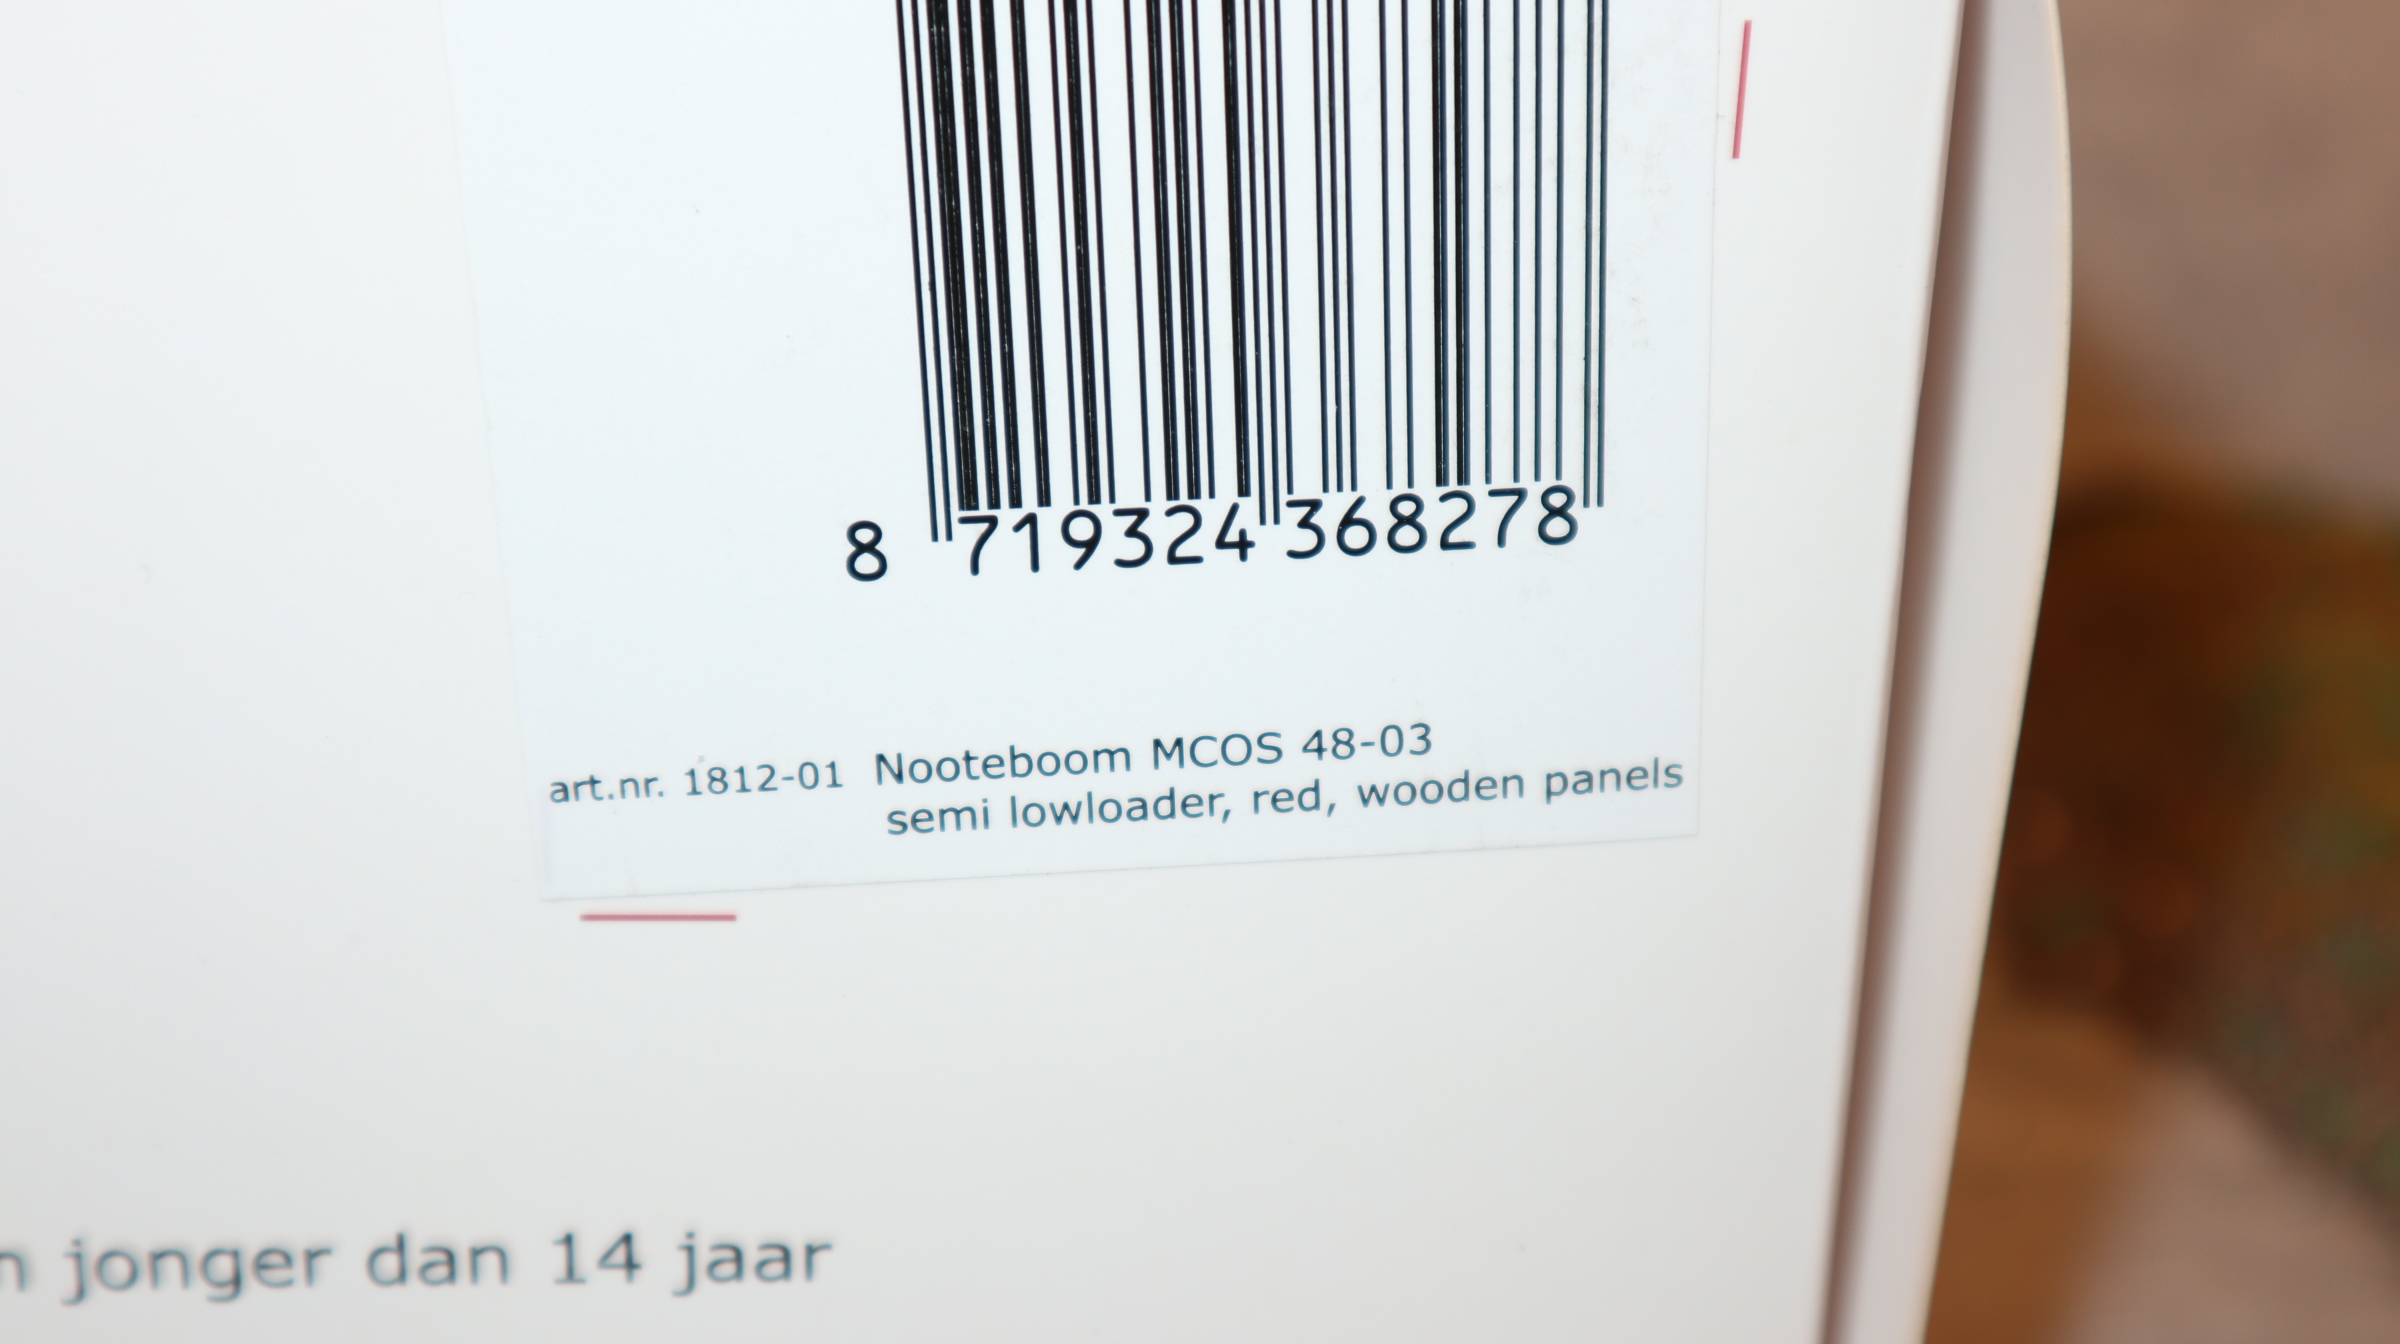 8 719324 368278
art.nr. 1812-01 Nooteboom MCOS 48-03
semi lowloader, red, wooden panels
jonger dan 14 jaar